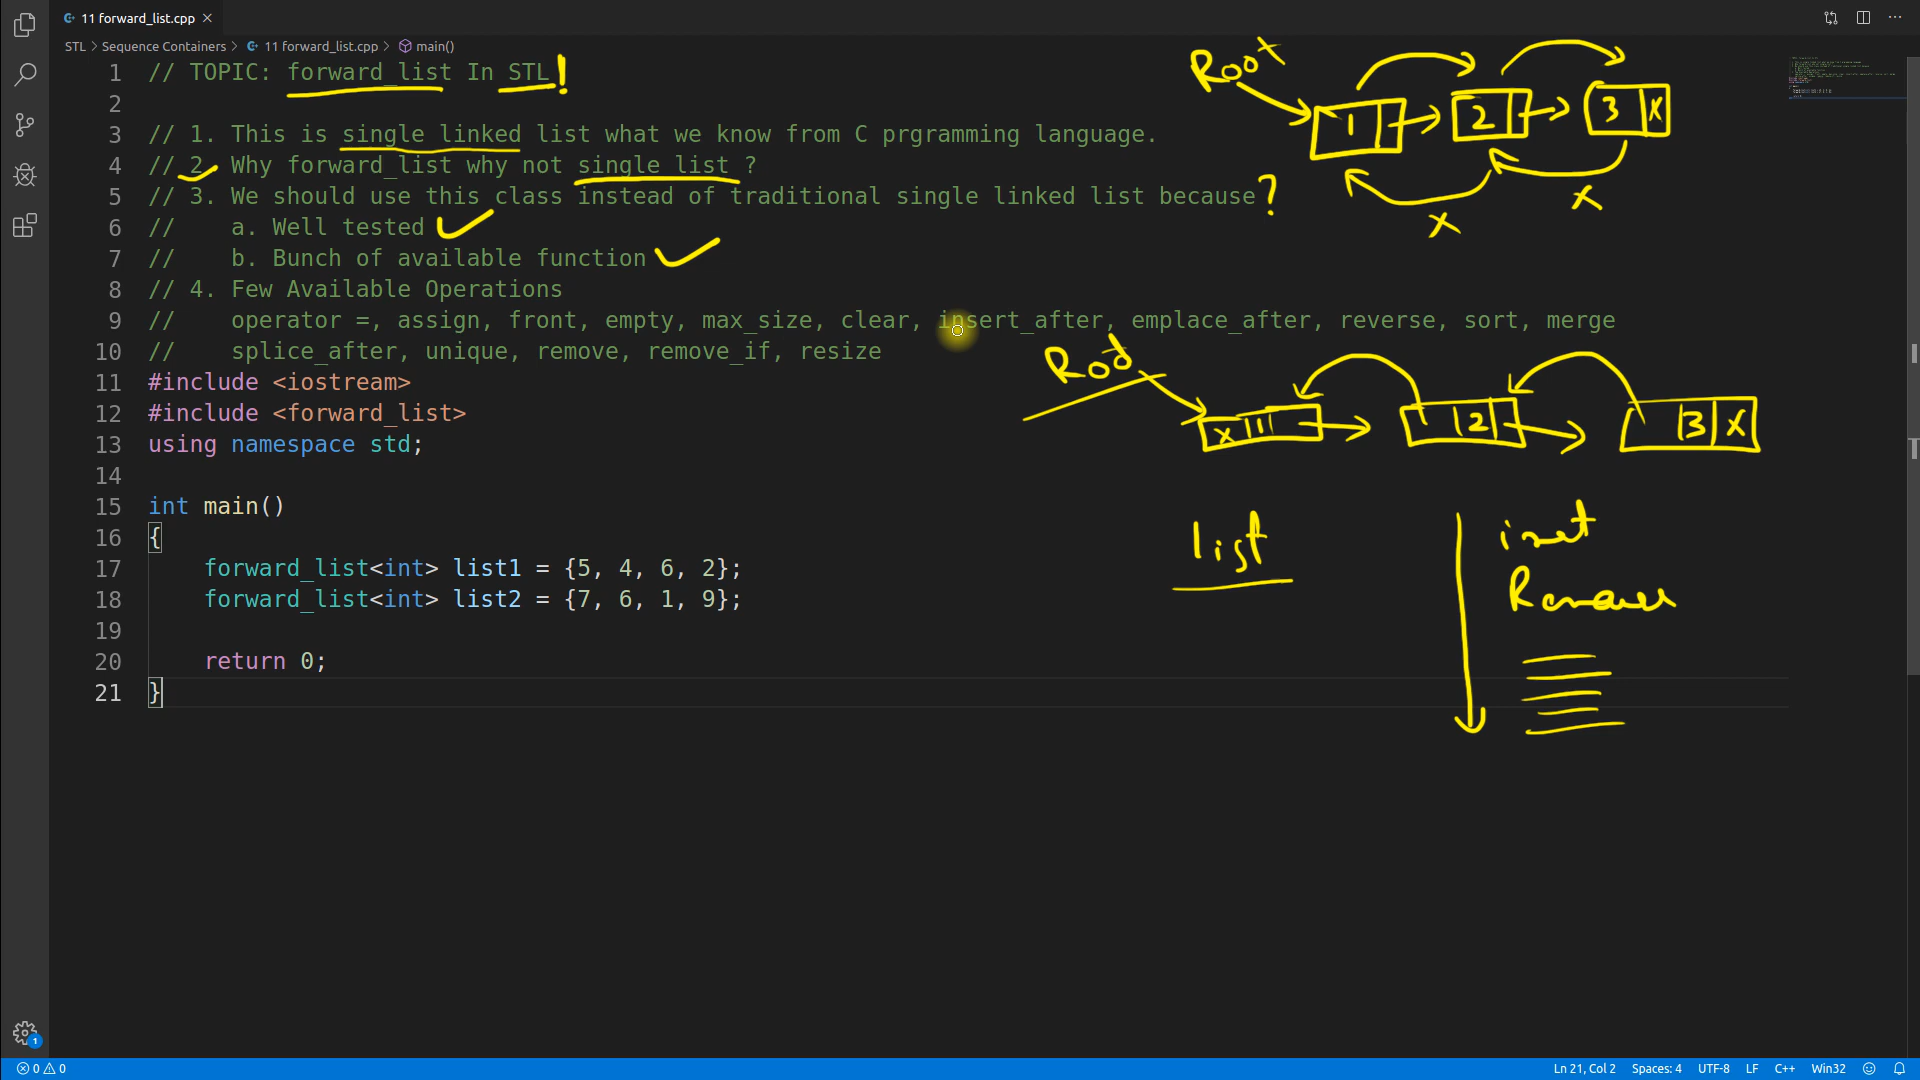 11 forward_list.cpp
STL > Sequence Containers > 11 forward_list.cpp > main()
1 // TOPIC: forward_list In STL!
2
3 // 1. This is single linked list what we know from C prgramming language.
4 // 2. Why forward_list why not single list ?
5 // 3. We should use this class instead of traditional single linked list because?
6 //    a. Well tested
7 //    b. Bunch of available function
8 // 4. Few Available Operations
9 //    operator =, assign, front, empty, max_size, clear, insert_after, emplace_after, reverse, sort, merge
10 //    splice_after, unique, remove, remove_if, resize
11 #include <iostream>
12 #include <forward_list>
13 using namespace std;
14
15 int main()
16 {
17     forward_list<int> list1 = {5, 4, 6, 2};
18     forward_list<int> list2 = {7, 6, 1, 9};
19
20     return 0;
21 }
Root
1 2 3 X
X X
Root
X 1 2 3 X
list
Remove
1
0 0
Ln 21, Col 2 Spaces: 4 UTF-8 LF C++ Win32